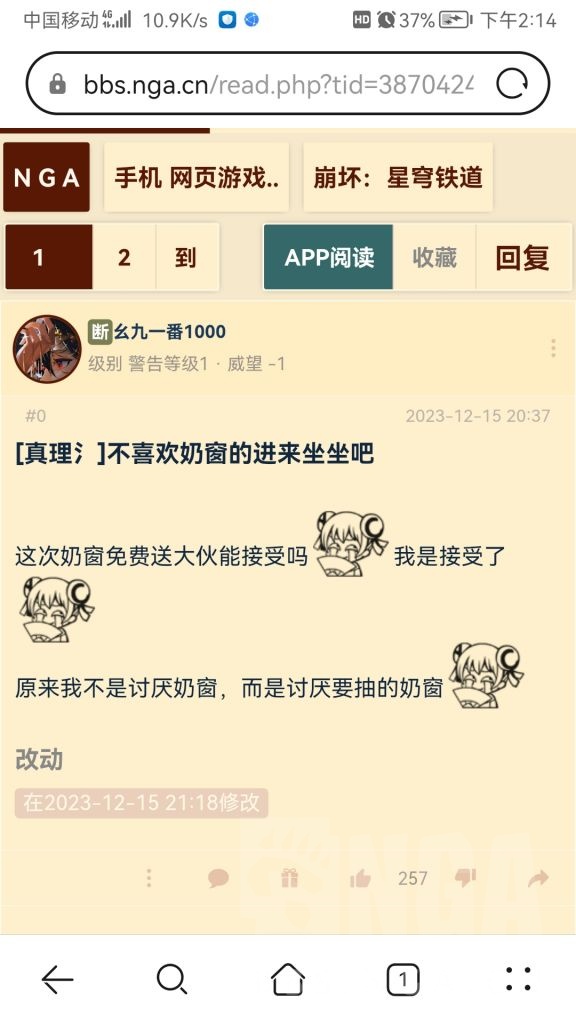 中国移动 4G 10.9K/s HD 37% 下午2:14
bbs.nga.cn/read.php?tid=3870424
NGA 手机 网页游戏.. 崩坏：星穹铁道
1 2 到 APP阅读 收藏 回复
断 幺九一番1000
级别 警告等级1 · 威望 -1
#0 2023-12-15 20:37
[真理氵]不喜欢奶窗的进来坐坐吧
这次奶窗免费送大伙能接受吗 我是接受了
原来我不是讨厌奶窗，而是讨厌要抽的奶窗
改动
在2023-12-15 21:18修改
257
NGA
1